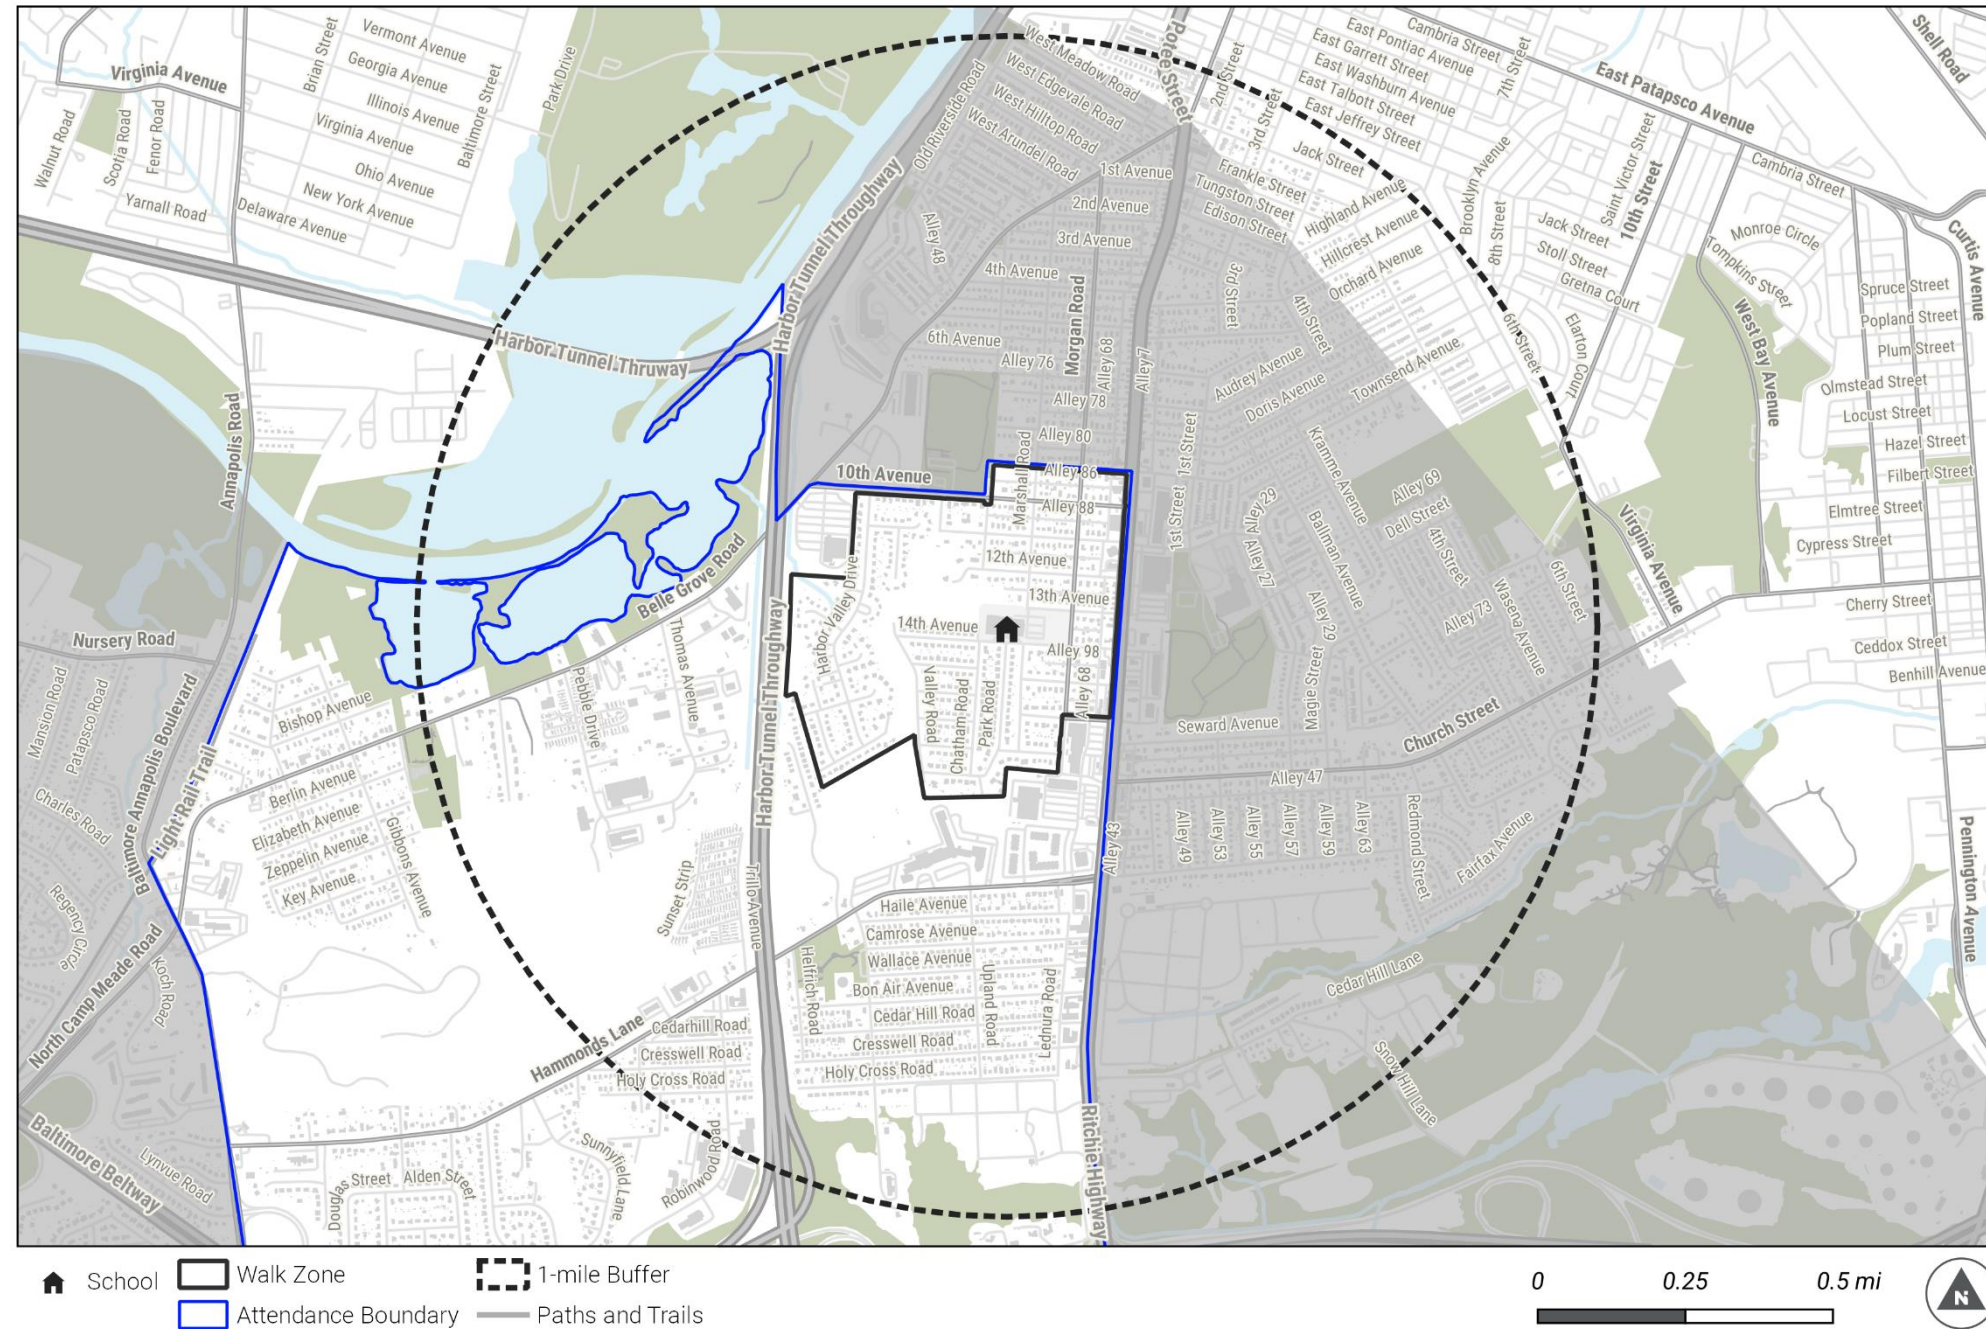 Vermont Avenue
Georgia Avenue
Illinois Avenue
Virginia Avenue
Ohio Avenue
New York Avenue
Delaware Avenue
Brian Street
Baltimore Street
Park Drive
Virginia Avenue
Walnut Road
Scotia Road
Fenor Road
Yarnall Road
Annapolis Road
Harbor Tunnel Thruway
Harbor Tunnel Throughway
Old Riverside Road
West Meadow Road
West Edgevale Road
West Hilltop Road
West Arundel Road
Potee Street
2nd Street
3rd Street
1st Avenue
2nd Avenue
3rd Avenue
4th Avenue
Alley 48
6th Avenue
Alley 76
Morgan Road
Alley 68
Alley 7
Alley 78
Alley 80
Alley 86
Marshall Road
Alley 88
10th Avenue
12th Avenue
13th Avenue
14th Avenue
Alley 98
Alley 68
Harbor Valley Drive
Valley Road
Chatham Road
Park Road
East Pontiac Avenue
East Garrett Street
East Washburn Avenue
East Talbott Street
East Jeffrey Street
Cambria Street
7th Street
Shell Road
East Patapsco Avenue
Cambria Street
Jack Street
Frankle Street
Tungston Street
Edison Street
Highland Avenue
Hillcrest Avenue
Orchard Avenue
Brooklyn Avenue
8th Street
Saint Victor Street
10th Street
Jack Street
Stoll Street
Gretna Court
6th Street
Elarton Court
Monroe Circle
Tompkins Street
Curtis Avenue
West Bay Avenue
Spruce Street
Popland Street
Plum Street
Olmstead Street
Locust Street
Hazel Street
Filbert Street
Elmtree Street
Cypress Street
Cherry Street
Ceddox Street
Benhill Avenue
Pennington Avenue
3rd Street
4th Street
Audrey Avenue
Doris Avenue
Townsend Avenue
1st Street
1st Street
Kramme Avenue
Alley 69
Dell Street
Alley 29
Alley 27
Ballman Avenue
4th Street
Alley 29
Alley 73
Wasena Avenue
6th Street
Virginia Avenue
Magie Street
Seward Avenue
Church Street
Alley 47
Alley 49
Alley 53
Alley 55
Alley 57
Alley 59
Alley 63
Redmond Street
Fairfax Avenue
Alley 43
Cedar Hill Lane
Snow Hill Lane
Ritchie Highway
Nursery Road
Mansion Road
Patapsco Road
Baltimore Annapolis Boulevard
Light Rail Trail
Charles Road
Regency Circle
North Camp Meade Road
Koch Road
Baltimore Beltway
Lynvue Road
Bishop Avenue
Berlin Avenue
Elizabeth Avenue
Zeppelin Avenue
Key Avenue
Gibbons Avenue
Belle Grove Road
Pebble Drive
Thomas Avenue
Harbor Tunnel Throughway
Sunset Strip
Trillo Avenue
Hammonds Lane
Cedarhill Road
Cresswell Road
Holy Cross Road
Haile Avenue
Camrose Avenue
Wallace Avenue
Bon Air Avenue
Cedar Hill Road
Cresswell Road
Holy Cross Road
Helfrich Road
Upland Road
Lednura Road
Douglas Street
Alden Street
Sunnyfield Lane
Robinwood Road
School
Walk Zone
1-mile Buffer
Attendance Boundary
Paths and Trails
0 0.25 0.5 mi
N